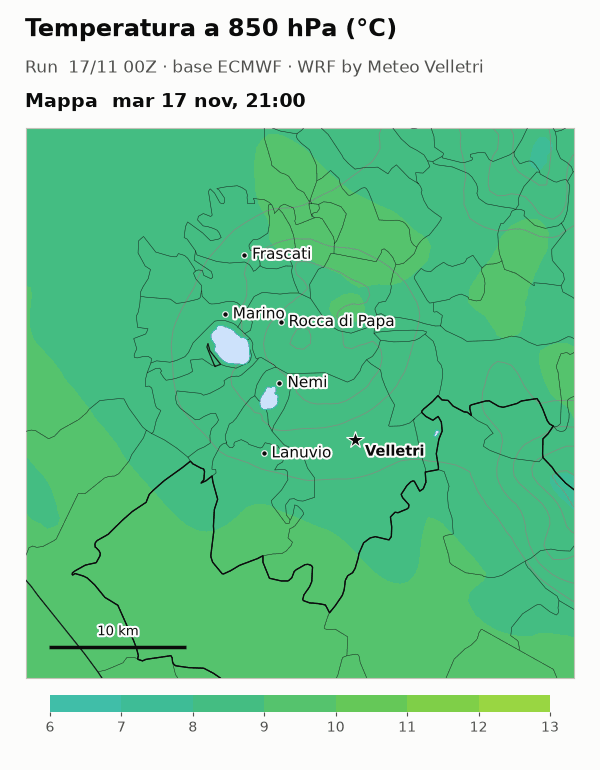 Temperatura a 850 hPa (°C)
Run 17/11 00Z · base ECMWF · WRF by Meteo Velletri
Mappa mar 17 nov, 21:00
Frascati
Marino
Rocca di Papa
Nemi
Velletri
Lanuvio
10 km
6 7 8 9 10 11 12 13